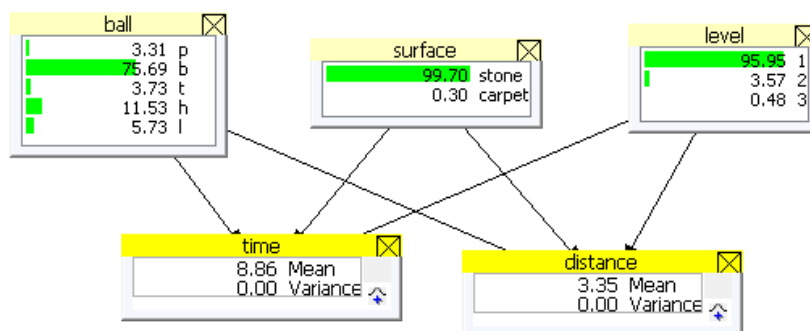 ball
3.31 p
75.69 b
3.73 t
11.53 h
5.73 l
surface
99.70 stone
0.30 carpet
level
95.95 1
3.57 2
0.48 3
time
8.86 Mean
0.00 Variance
distance
3.35 Mean
0.00 Variance